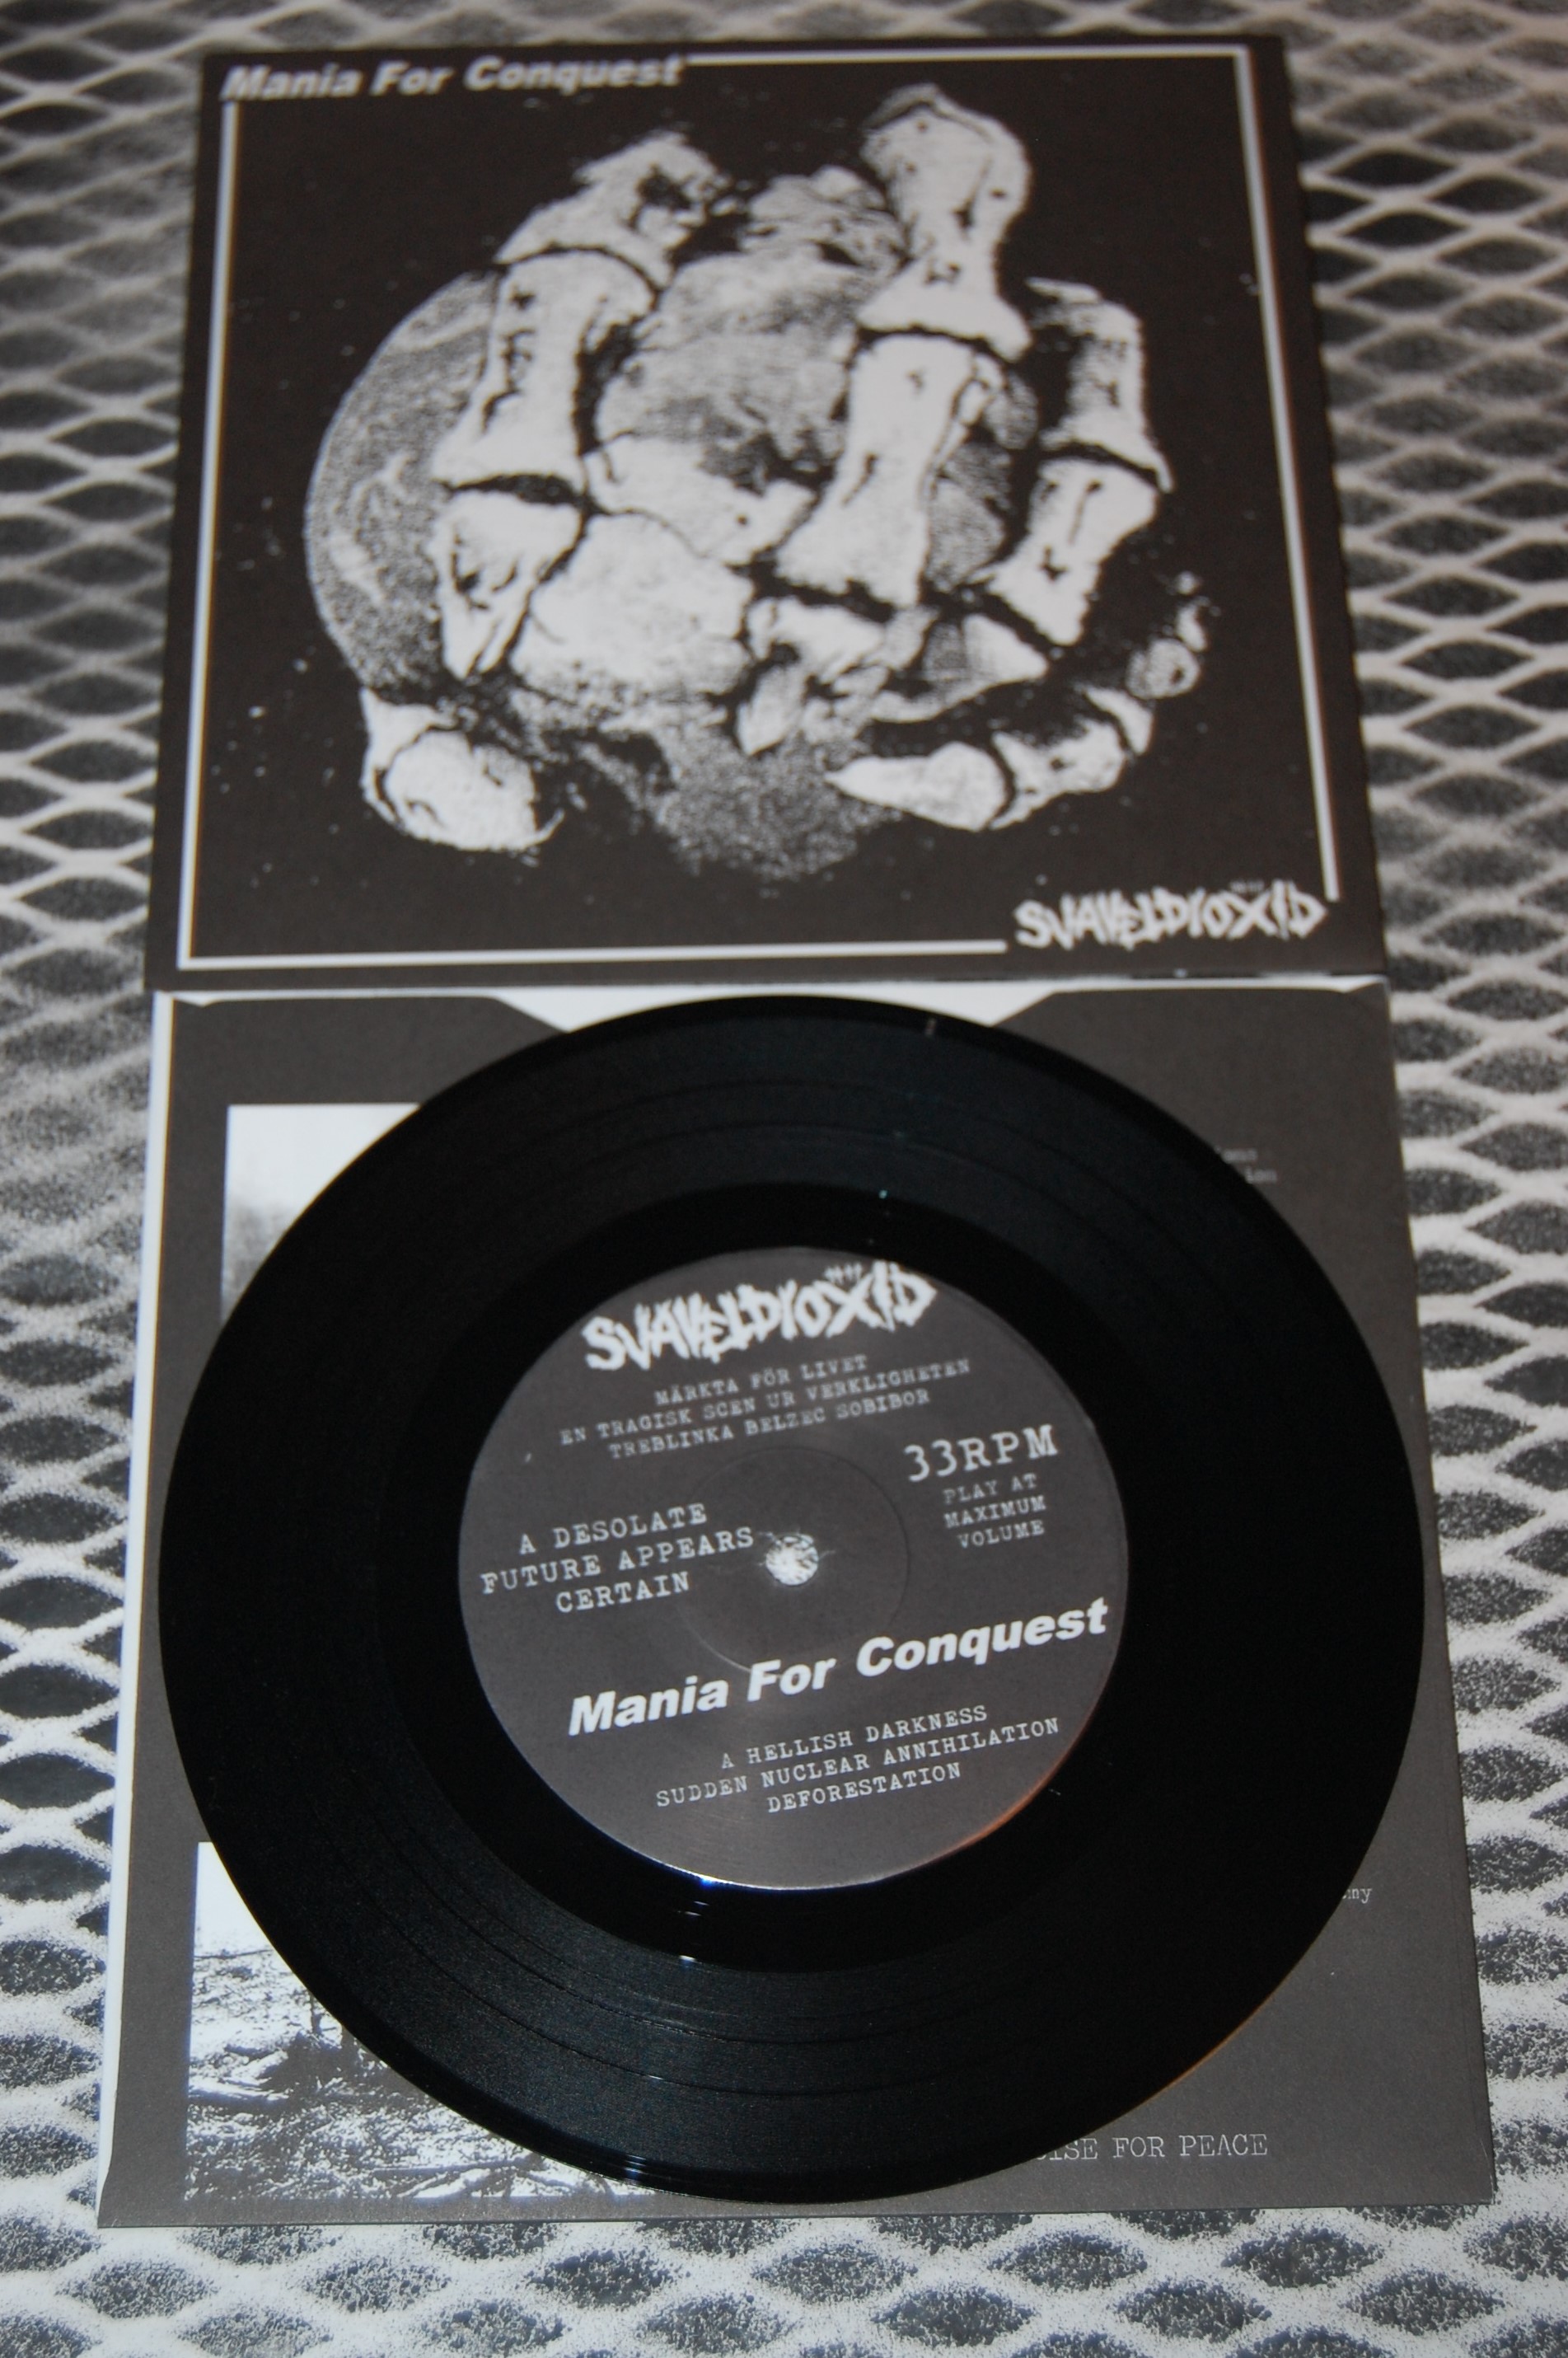 Mania For Conquest
SVAVELDIOXID
SVAVELDIOXID
MÄRKTA FÖR LIVET
EN TRAGISK SCEN UR VERKLIGHETEN
TREBLINKA BELZEC SOBIBOR
33RPM
PLAY AT
MAXIMUM
VOLUME
A DESOLATE
FUTURE APPEARS
CERTAIN
Mania For Conquest
A HELLISH DARKNESS
SUDDEN NUCLEAR ANNIHILATION
DEFORESTATION
FOR PEACE